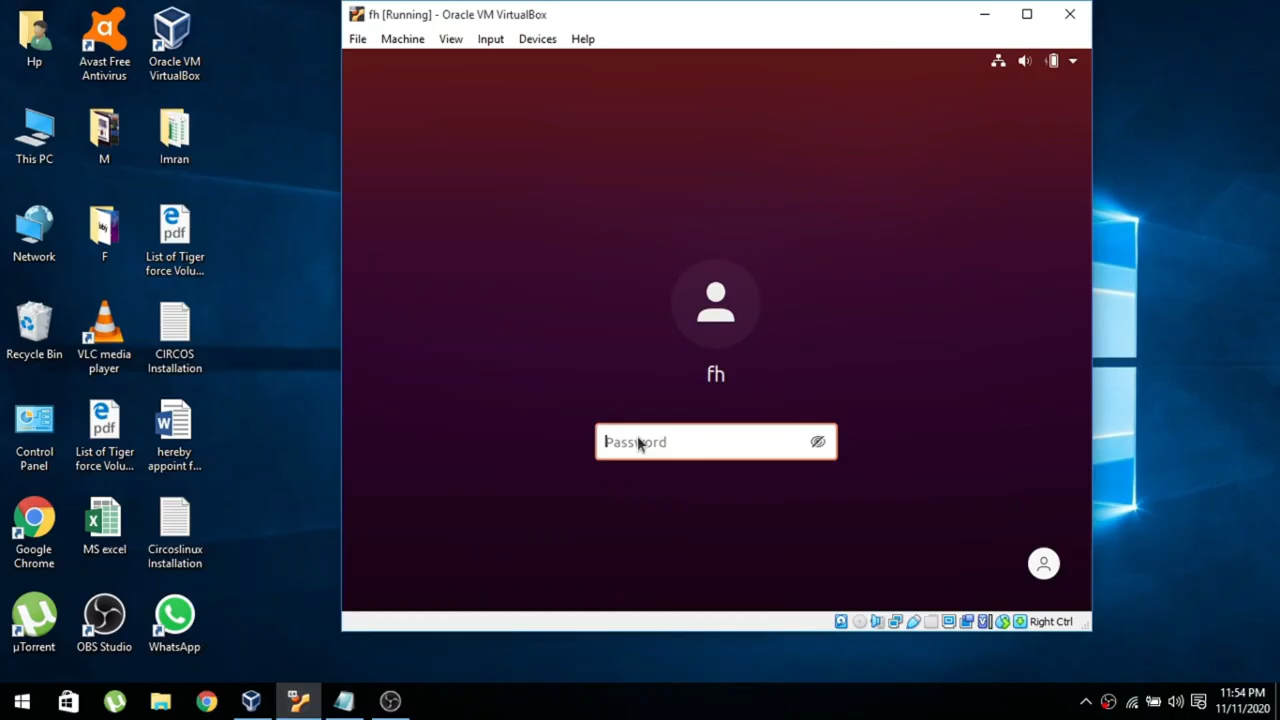 fh [Running] - Oracle VM VirtualBox
File Machine View Input Devices Help
fh
Password
Right Ctrl
Hp
Avast Free
Antivirus
Oracle VM
VirtualBox
This PC
M
Imran
Network
F
List of Tiger
force Volu...
Recycle Bin
VLC media
player
CIRCOS
Installation
Control
Panel
List of Tiger
force Volu...
hereby
appoint f...
Google
Chrome
MS excel
Circoslinux
Installation
µTorrent
OBS Studio
WhatsApp
11:54 PM
11/11/2020